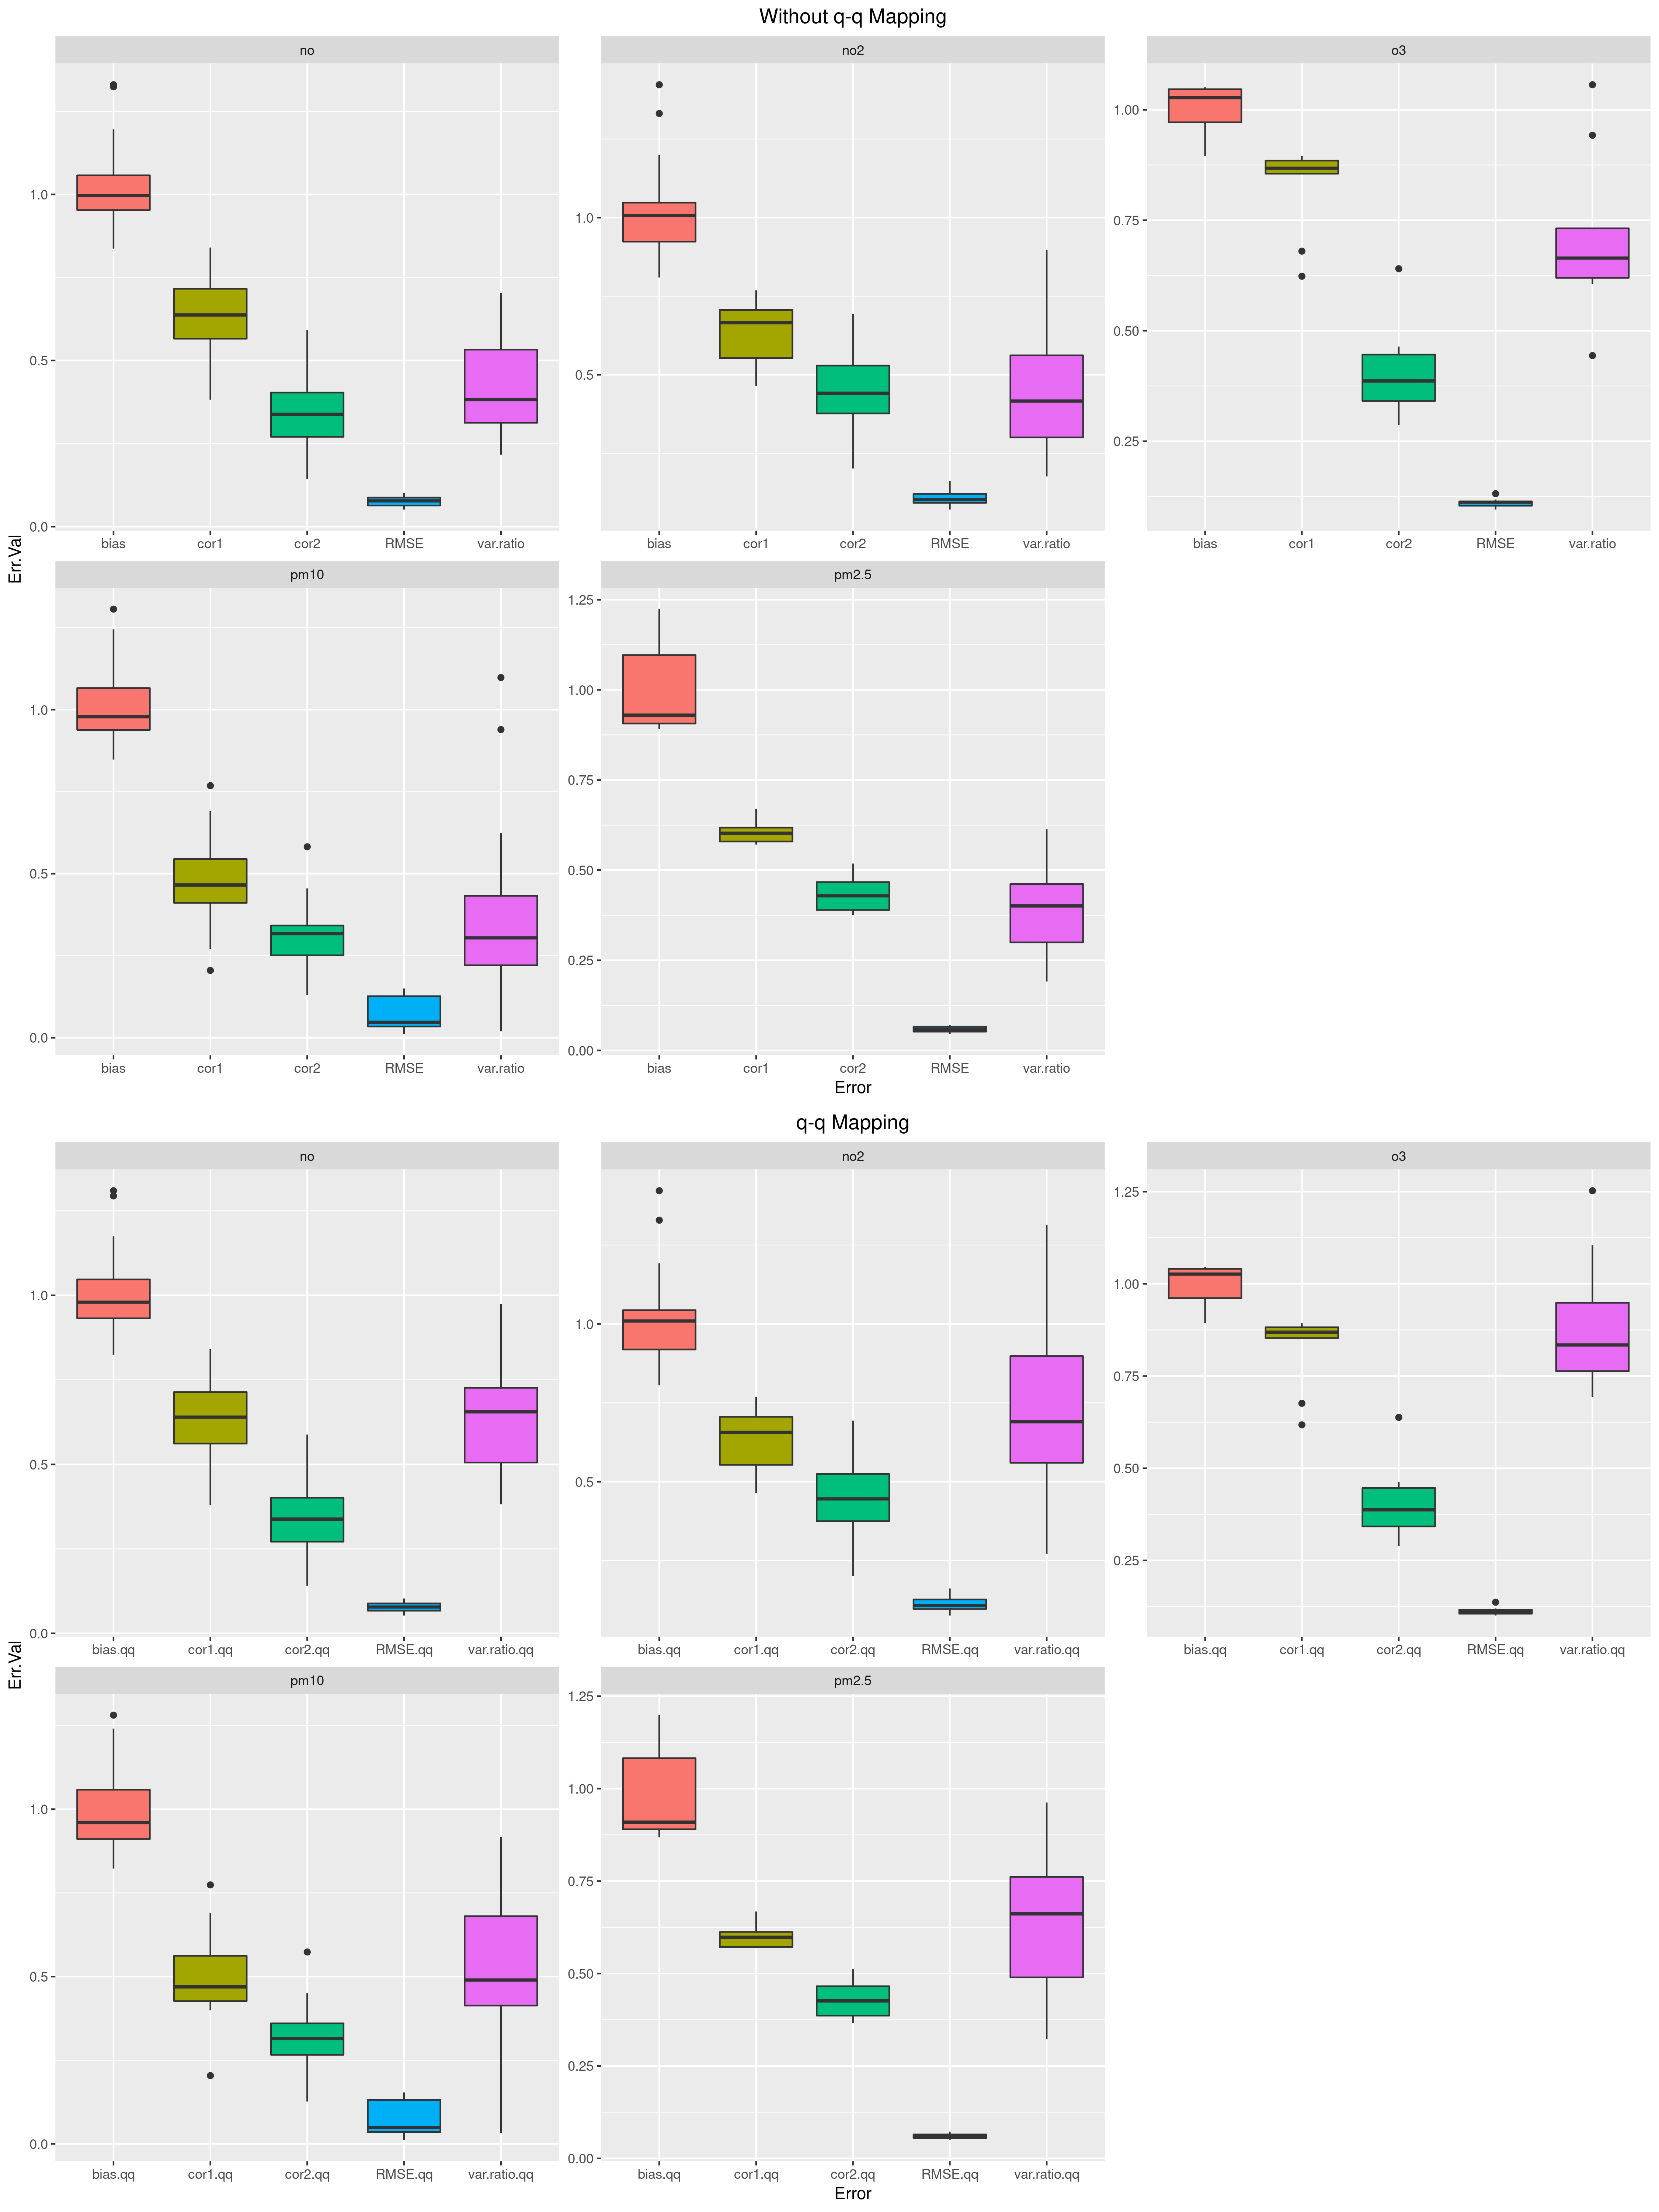 Without q-q Mapping
no
no2
o3
1.0
0.5
0.0
1.0
0.5
1.00
0.75
0.50
0.25
bias cor1 cor2 RMSE var.ratio
bias cor1 cor2 RMSE var.ratio
bias cor1 cor2 RMSE var.ratio
Err.Val
pm10
pm2.5
1.0
0.5
0.0
1.25
1.00
0.75
0.50
0.25
0.00
bias cor1 cor2 RMSE var.ratio
bias cor1 cor2 RMSE var.ratio
Error
q-q Mapping
no
no2
o3
1.0
0.5
0.0
1.0
0.5
1.25
1.00
0.75
0.50
0.25
bias.qq cor1.qq cor2.qq RMSE.qq var.ratio.qq
bias.qq cor1.qq cor2.qq RMSE.qq var.ratio.qq
bias.qq cor1.qq cor2.qq RMSE.qq var.ratio.qq
Err.Val
pm10
pm2.5
1.0
0.5
0.0
1.25
1.00
0.75
0.50
0.25
0.00
bias.qq cor1.qq cor2.qq RMSE.qq var.ratio.qq
bias.qq cor1.qq cor2.qq RMSE.qq var.ratio.qq
Error